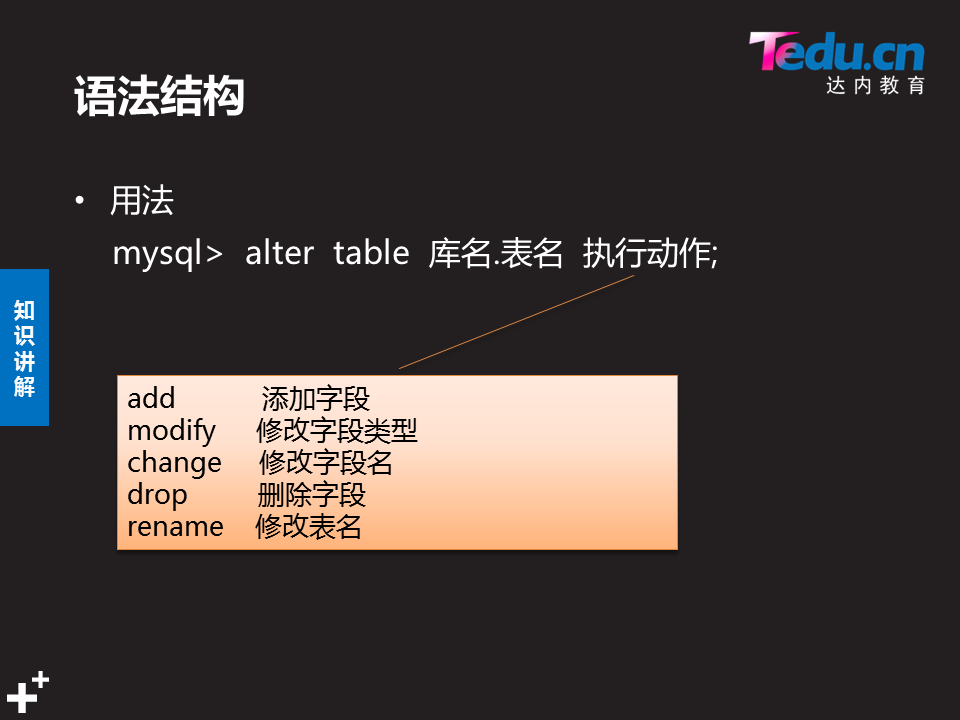 Tedu.cn
达内教育
语法结构
• 用法
mysql> alter table 库名.表名 执行动作;
知
识
讲
解
add 添加字段
modify 修改字段类型
change 修改字段名
drop 删除字段
rename 修改表名